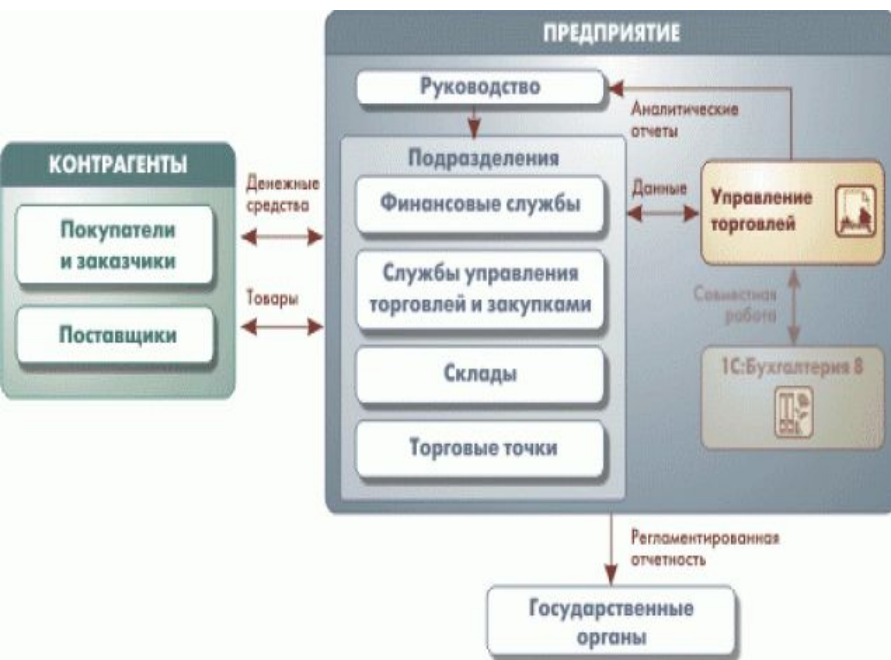 ПРЕДПРИЯТИЕ
Руководство
Аналитические
отчеты
КОНТРАГЕНТЫ
Покупатели
и заказчики
Поставщики
Денежные
средства
Товары
Подразделения
Финансовые службы
Службы управления
торговлей и закупками
Склады
Торговые точки
Данные
Управление
торговлей
Совместная
работа
1С:Бухгалтерия 8
Регламентированная
отчетность
Государственные
органы